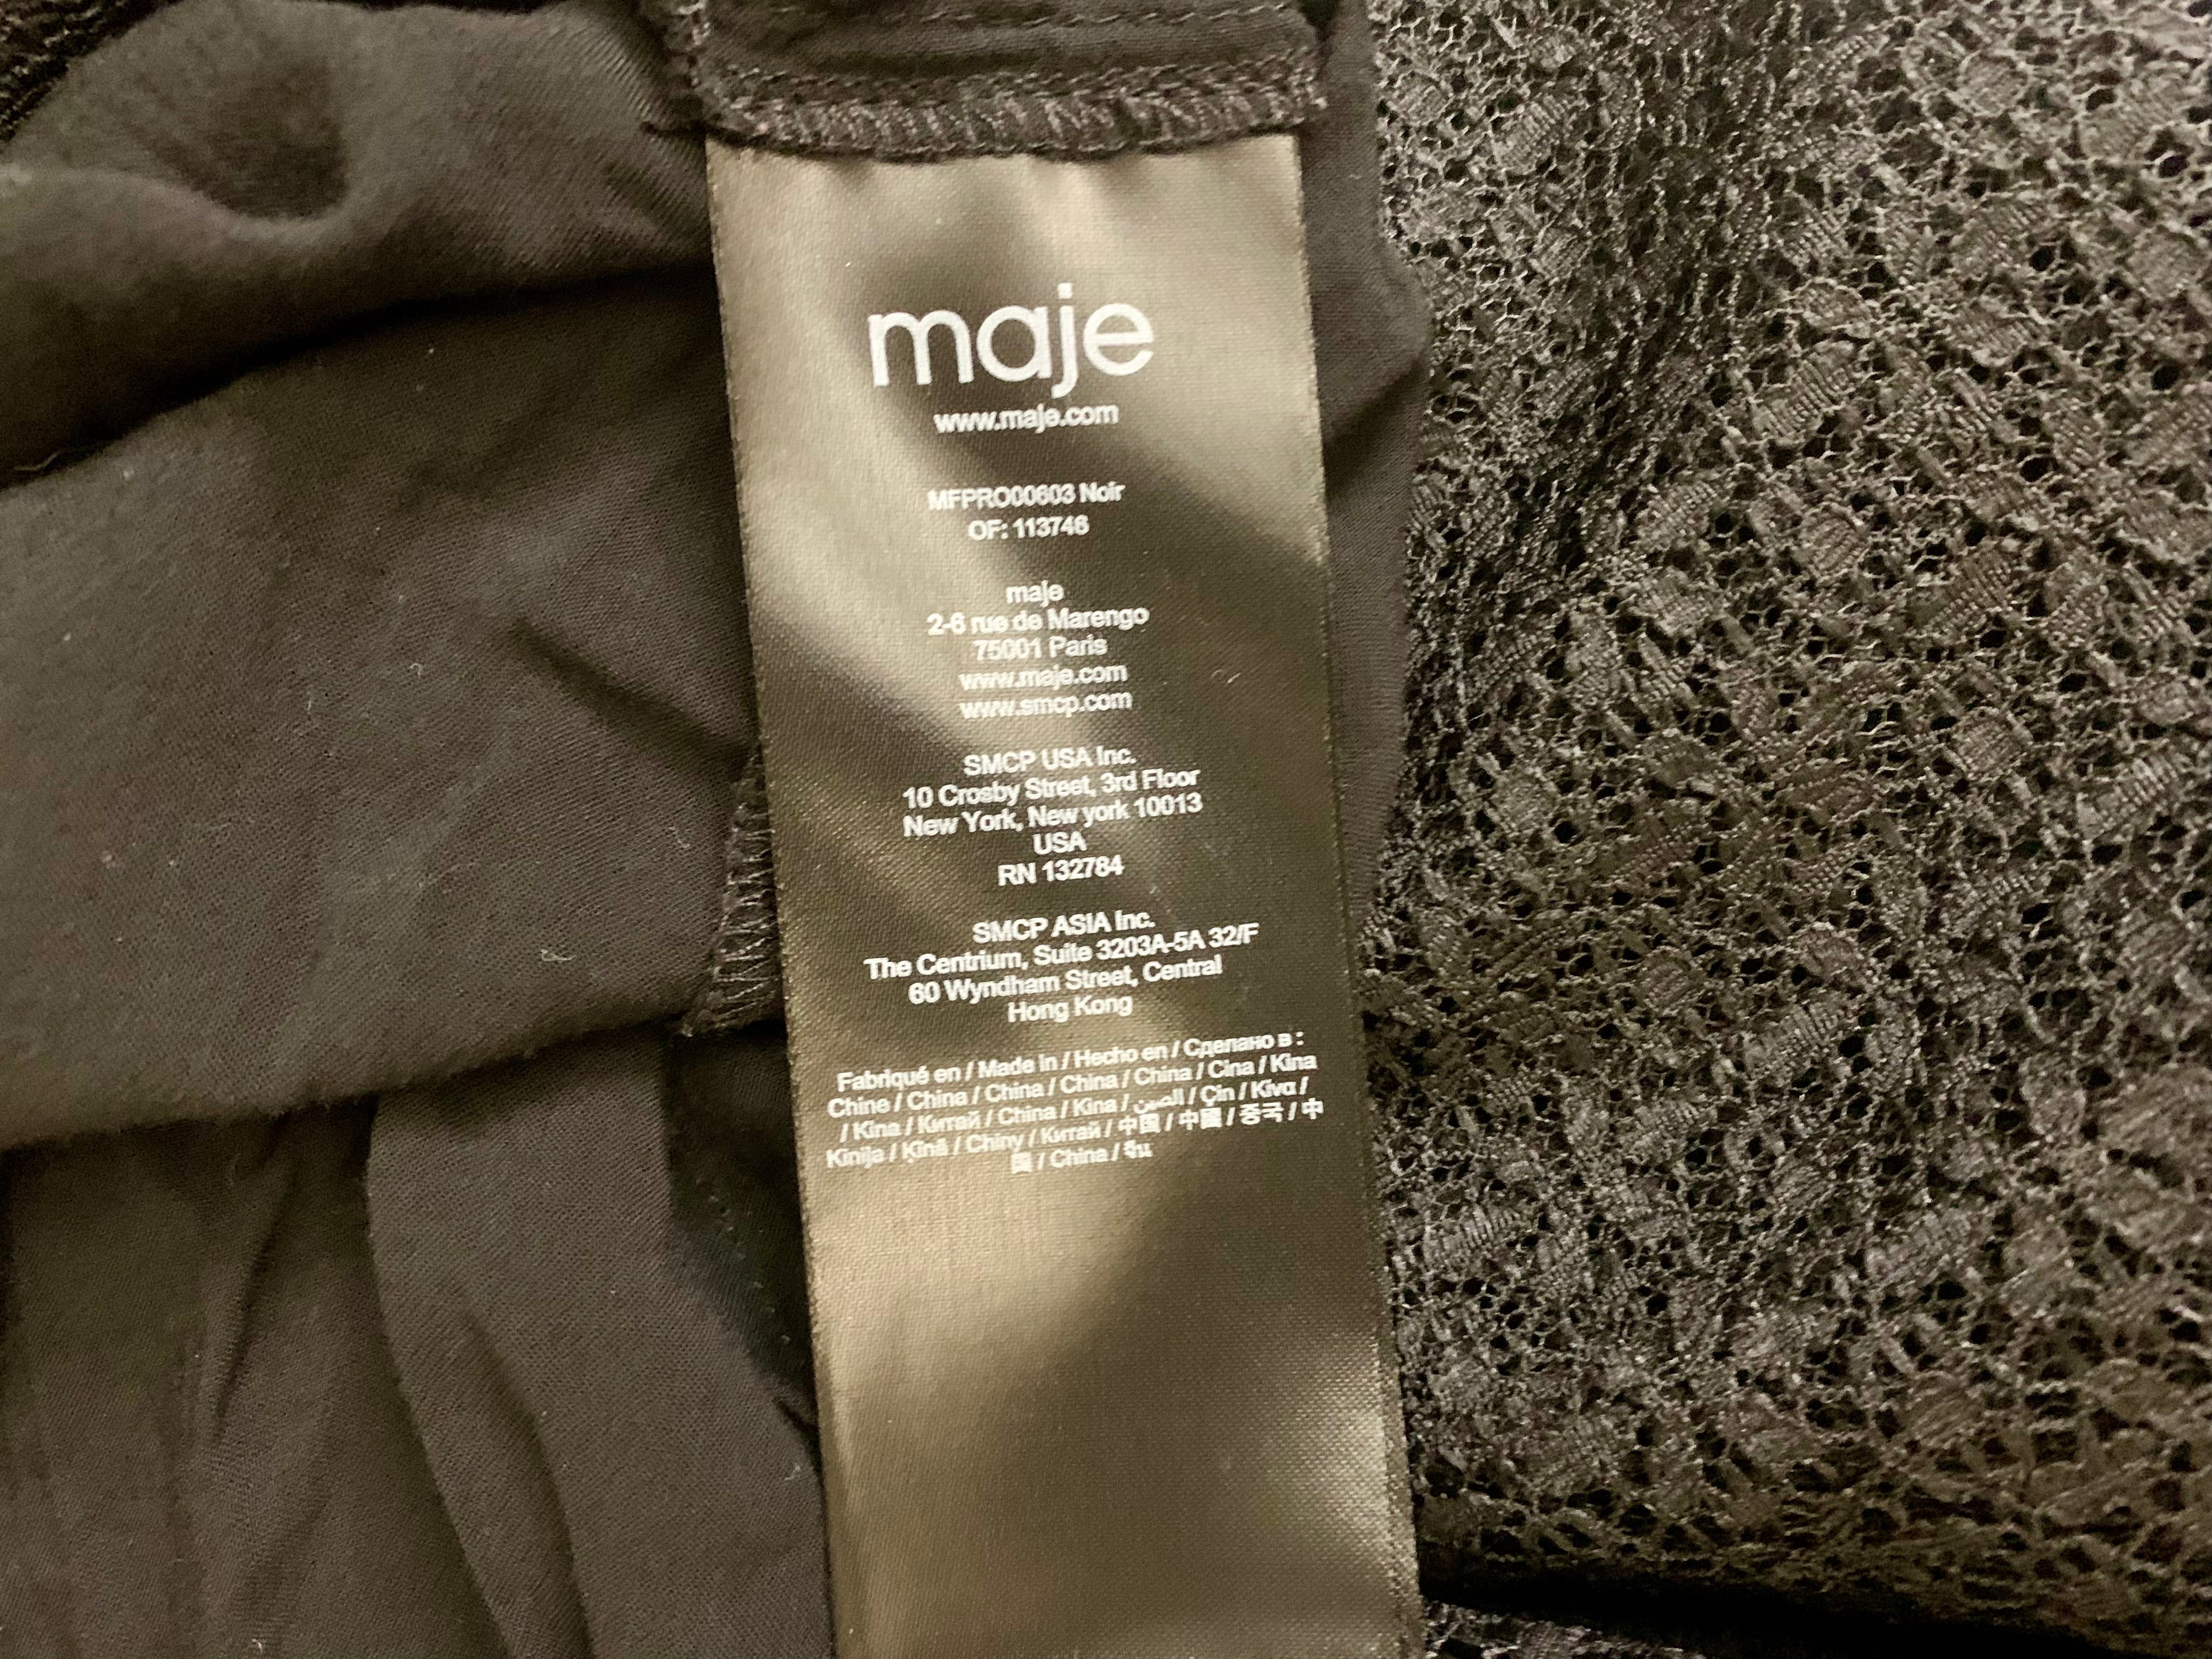 maje
www.maje.com
MFPRO00603 Noir
OF: 113746
maje
2-6 rue de Marengo
75001 Paris
www.maje.com
www.smcp.com
SMCP USA Inc.
10 Crosby Street, 3rd Floor
New York, New york 10013
USA
RN 132784
SMCP ASIA Inc.
The Centrium, Suite 3203A-5A 32/F
60 Wyndham Street, Central
Hong Kong
Fabriqué en / Made in / Hecho en / Сделано в :
Chine / China / China / China / China / Cina / Kina
/ Kina / Китай / China / Kina / الصين / Çin / Κίνα /
Kinija / Kīnā / Chiny / Китай / 中国 / 中國 / 중국 / 中
国 / China / จีน